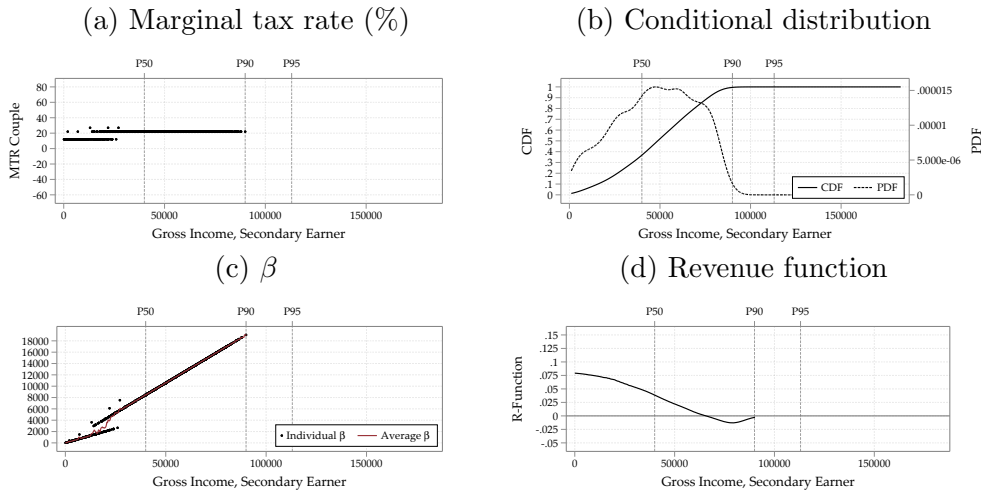 (a) Marginal tax rate (%)
P50 P90 P95
80
60
40
20
0
-20
-40
-60
MTR Couple
0 50000 100000 150000
Gross Income, Secondary Earner
(b) Conditional distribution
P50 P90 P95
1
.9
.8
.7
.6
.5
.4
.3
.2
.1
0
CDF
.000015
.00001
5.000e-06
0
PDF
CDF PDF
0 50000 100000 150000
Gross Income, Secondary Earner
(c) β
P50 P90 P95
18000
16000
14000
12000
10000
8000
6000
4000
2000
0
Individual β Average β
0 50000 100000 150000
Gross Income, Secondary Earner
(d) Revenue function
P50 P90 P95
.15
.125
.1
.075
.05
.025
0
-.025
-.05
R-Function
0 50000 100000 150000
Gross Income, Secondary Earner